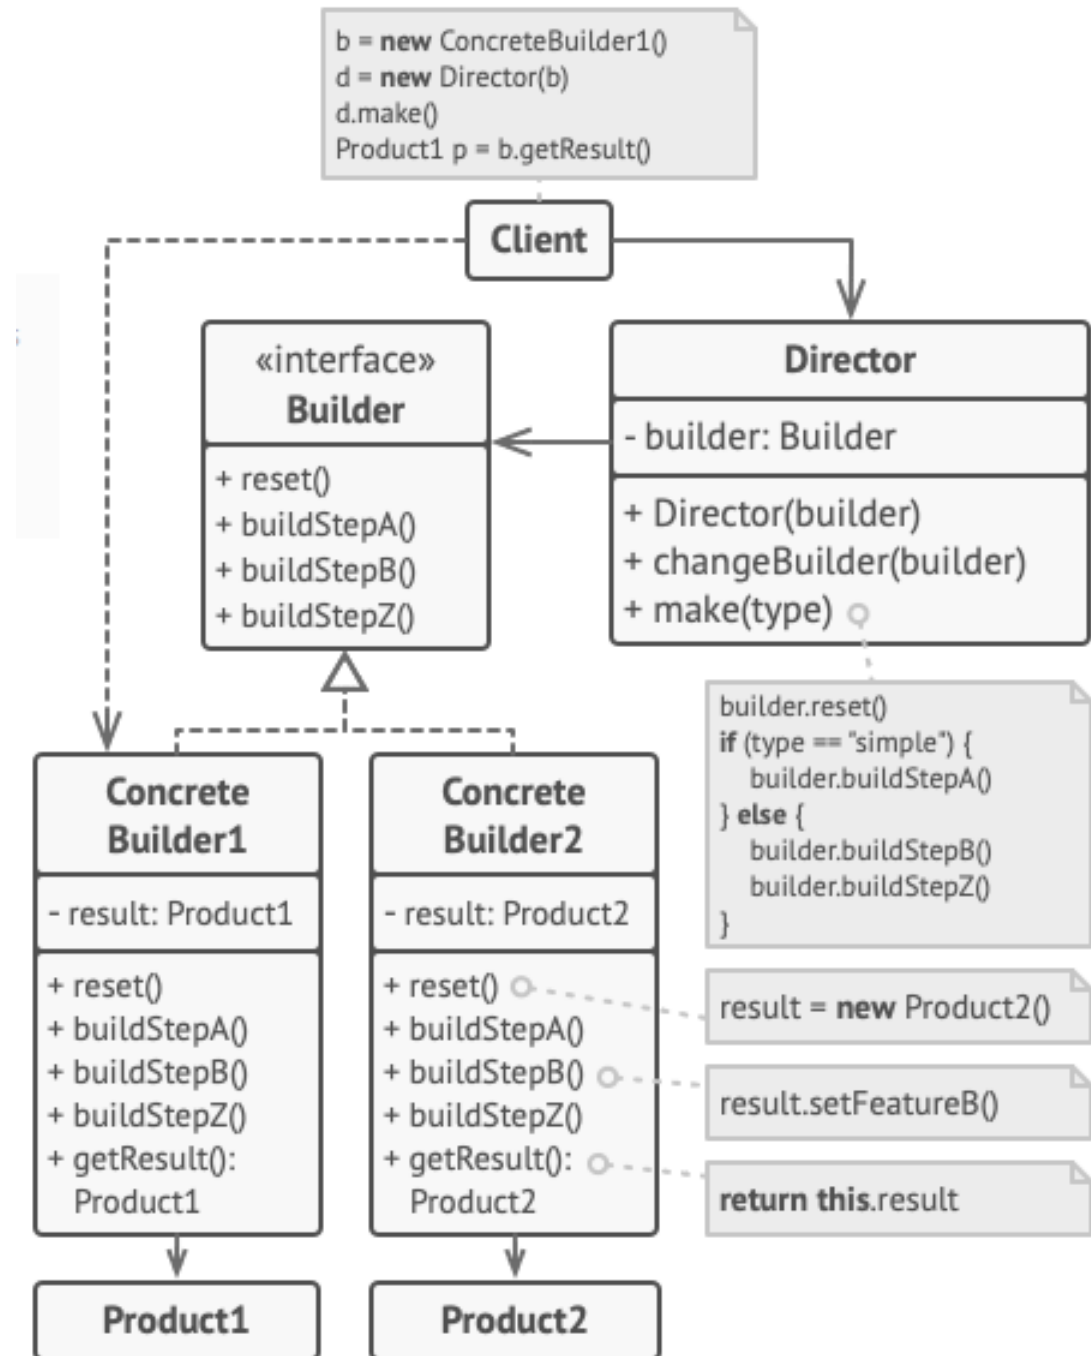 b = new ConcreteBuilder1()
d = new Director(b)
d.make()
Product1 p = b.getResult()
Client
«interface»
Builder
+ reset()
+ buildStepA()
+ buildStepB()
+ buildStepZ()
Director
- builder: Builder
+ Director(builder)
+ changeBuilder(builder)
+ make(type)
builder.reset()
if (type == "simple") {
builder.buildStepA()
} else {
builder.buildStepB()
builder.buildStepZ()
}
Concrete
Builder1
- result: Product1
+ reset()
+ buildStepA()
+ buildStepB()
+ buildStepZ()
+ getResult():
Product1
Concrete
Builder2
- result: Product2
+ reset()
+ buildStepA()
+ buildStepB()
+ buildStepZ()
+ getResult():
Product2
result = new Product2()
result.setFeatureB()
return this.result
Product1
Product2